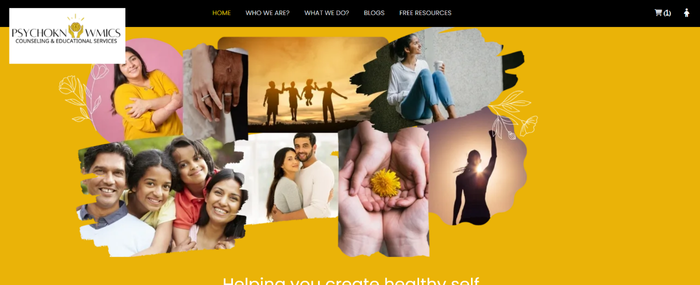 PSYCHOKN WMICS
COUNSELING & EDUCATIONAL SERVICES
HOME WHO WE ARE? WHAT WE DO? BLOGS FREE RESOURCES (1)
Helping you create healthy self